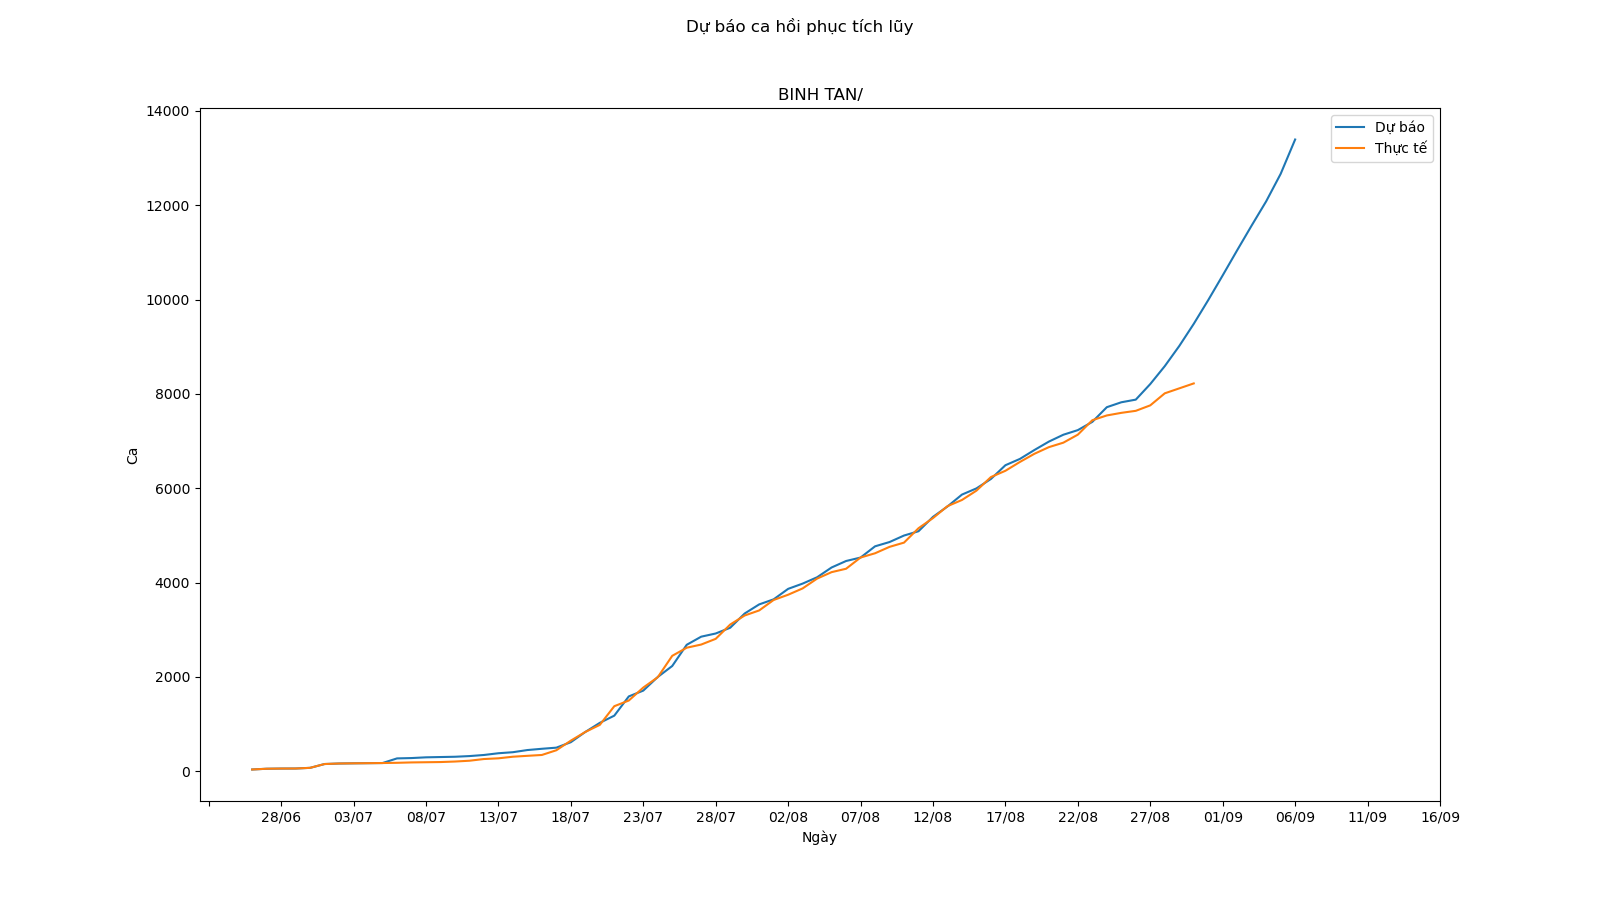 Dự báo ca hồi phục tích lũy
BINH TAN/
14000
12000
10000
8000
6000
4000
2000
0
Ca
Dự báo
Thực tế
28/06 03/07 08/07 13/07 18/07 23/07 28/07 02/08 07/08 12/08 17/08 22/08 27/08 01/09 06/09 11/09 16/09
Ngày